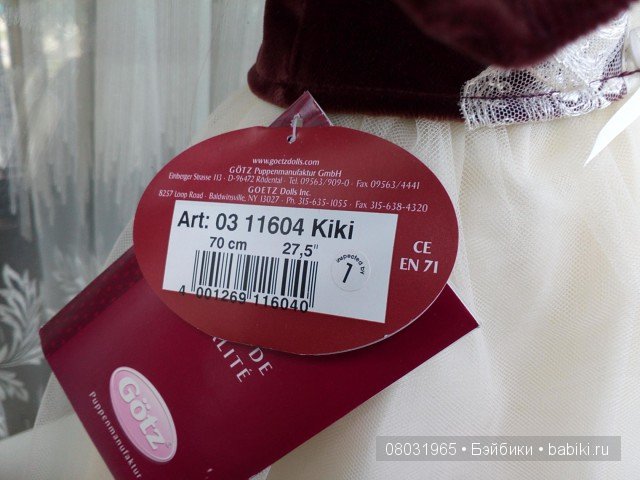 www.goetzdolls.com
GÖTZ Puppenmanufaktur GmbH
Einberger Strasse 113 · D-96472 Rödental · Tel. 09563/909-0 · Fax 09563/4441
GOETZ Dolls Inc.
8257 Loop Road · Baldwinsville, NY 13027 · Ph. 315-635-1055 · Fax 315-638-4320
Art: 03 11604 Kiki
70 cm 27,5"
4 001269 116040
inspected by
7
CE
EN 71
DE
LITÉ
Götz
Puppenmanufaktur
08031965 • Бэйбики • babiki.ru